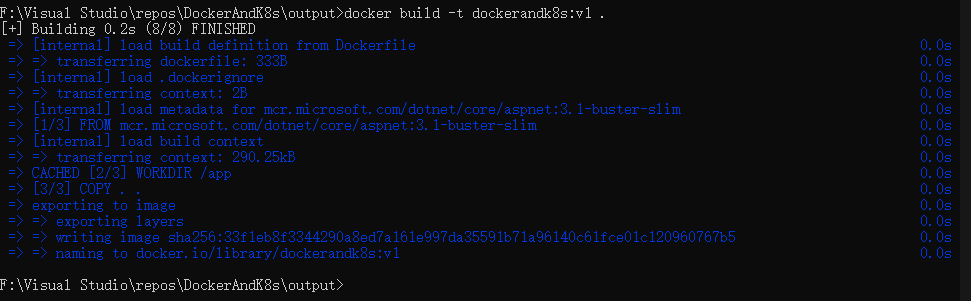 F:\Visual Studio\repos\DockerAndK8s\output>docker build -t dockerandk8s:v1 .
[+] Building 0.2s (8/8) FINISHED
=> [internal] load build definition from Dockerfile 0.0s
=> => transferring dockerfile: 333B 0.0s
=> [internal] load .dockerignore 0.0s
=> => transferring context: 2B 0.0s
=> [internal] load metadata for mcr.microsoft.com/dotnet/core/aspnet:3.1-buster-slim 0.0s
=> [1/3] FROM mcr.microsoft.com/dotnet/core/aspnet:3.1-buster-slim 0.0s
=> [internal] load build context 0.0s
=> => transferring context: 290.25kB 0.0s
=> CACHED [2/3] WORKDIR /app 0.0s
=> [3/3] COPY . . 0.0s
=> exporting to image 0.0s
=> => exporting layers 0.0s
=> => writing image sha256:33f1eb8f3344290a8ed7a161e997da35591b71a96140c61fce01c120960767b5 0.0s
=> => naming to docker.io/library/dockerandk8s:v1 0.0s
F:\Visual Studio\repos\DockerAndK8s\output>